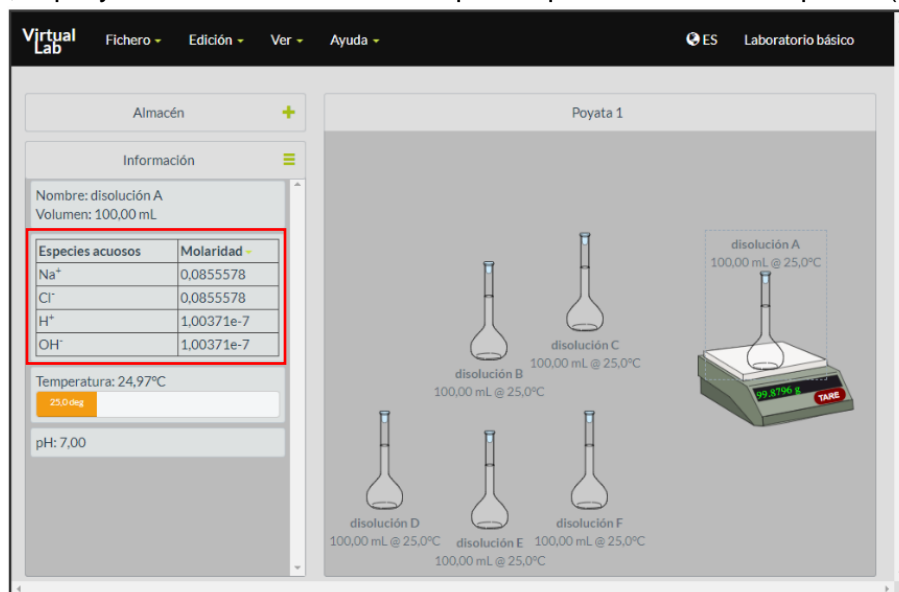 Virtual Lab Fichero Edición Ver Ayuda ES Laboratorio básico
Almacén
Poyata 1
Información
Nombre: disolución A
Volumen: 100,00 mL
Especies acuosos Molaridad
Na⁺ 0,0855578
Cl⁻ 0,0855578
H⁺ 1,00371e-7
OH⁻ 1,00371e-7
Temperatura: 24,97ºC
25,0 deg
pH: 7,00
disolución A
100,00 mL @ 25,0ºC
disolución C
100,00 mL @ 25,0ºC
disolución B
100,00 mL @ 25,0ºC
99.8796 g TARE
disolución D
100,00 mL @ 25,0ºC
disolución E
100,00 mL @ 25,0ºC
disolución F
100,00 mL @ 25,0ºC